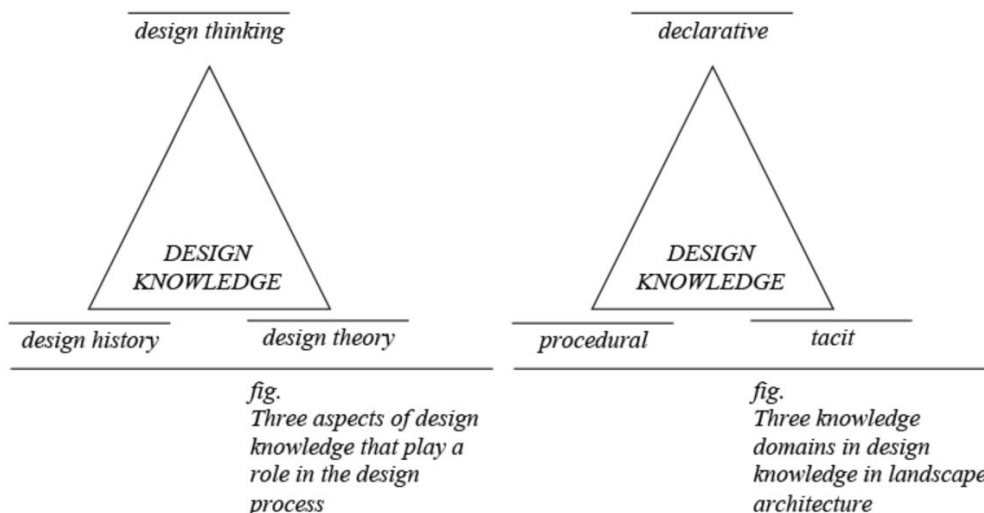 design thinking
DESIGN
KNOWLEDGE
design history
design theory
fig.
Three aspects of design
knowledge that play a
role in the design
process
declarative
DESIGN
KNOWLEDGE
procedural
tacit
fig.
Three knowledge
domains in design
knowledge in landscape
architecture